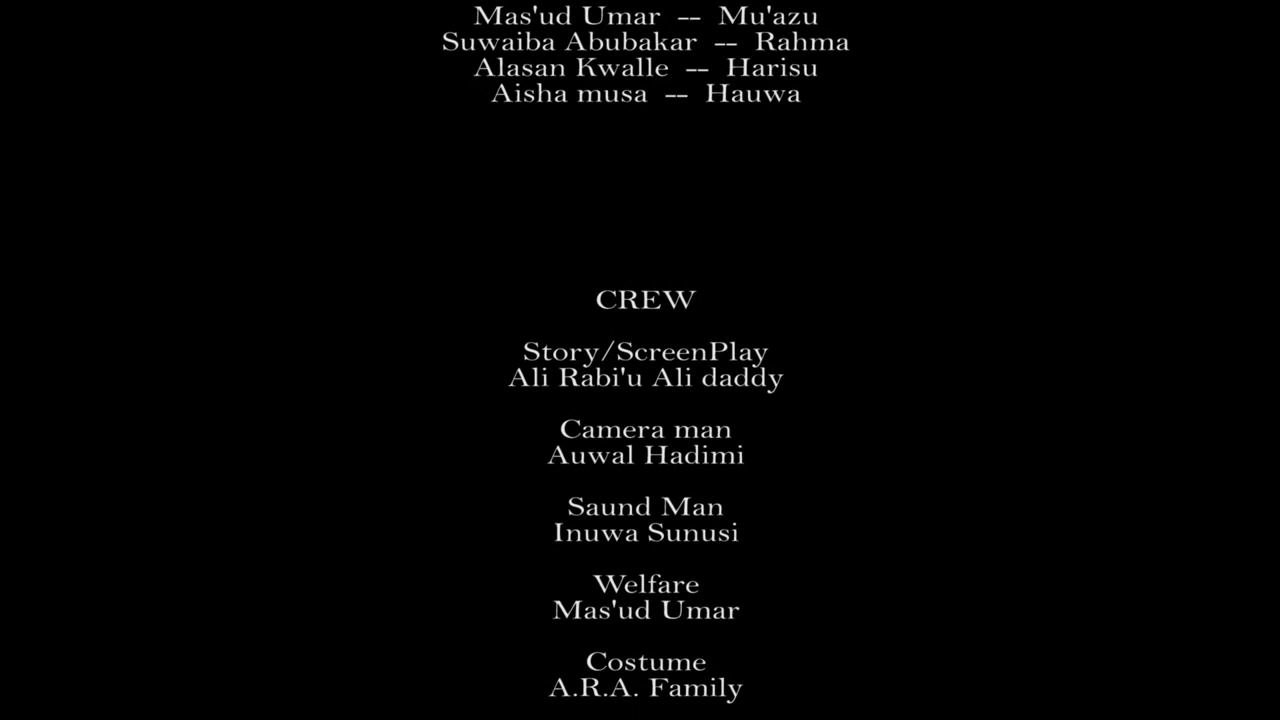 Mas'ud Umar -- Mu'azu
Suwaiba Abubakar -- Rahma
Alasan Kwalle -- Harisu
Aisha musa -- Hauwa
CREW
Story/ScreenPlay
Ali Rabi'u Ali daddy
Camera man
Auwal Hadimi
Saund Man
Inuwa Sunusi
Welfare
Mas'ud Umar
Costume
A.R.A. Family